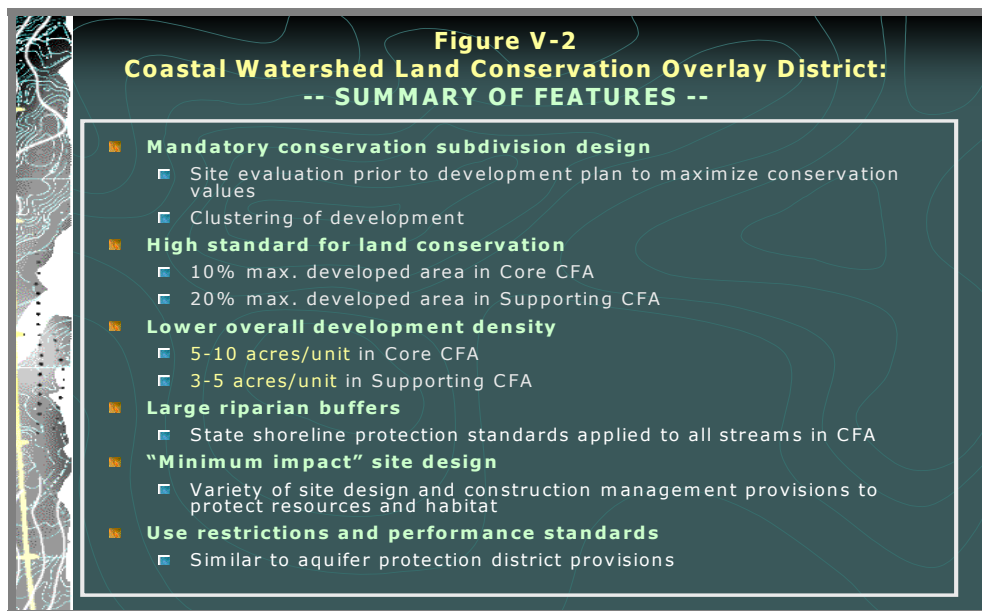 Figure V-2
Coastal Watershed Land Conservation Overlay District:
-- SUMMARY OF FEATURES --
Mandatory conservation subdivision design
Site evaluation prior to development plan to maximize conservation
values
Clustering of development
High standard for land conservation
10% max. developed area in Core CFA
20% max. developed area in Supporting CFA
Lower overall development density
5-10 acres/unit in Core CFA
3-5 acres/unit in Supporting CFA
Large riparian buffers
State shoreline protection standards applied to all streams in CFA
“Minimum impact” site design
Variety of site design and construction management provisions to
protect resources and habitat
Use restrictions and performance standards
Similar to aquifer protection district provisions